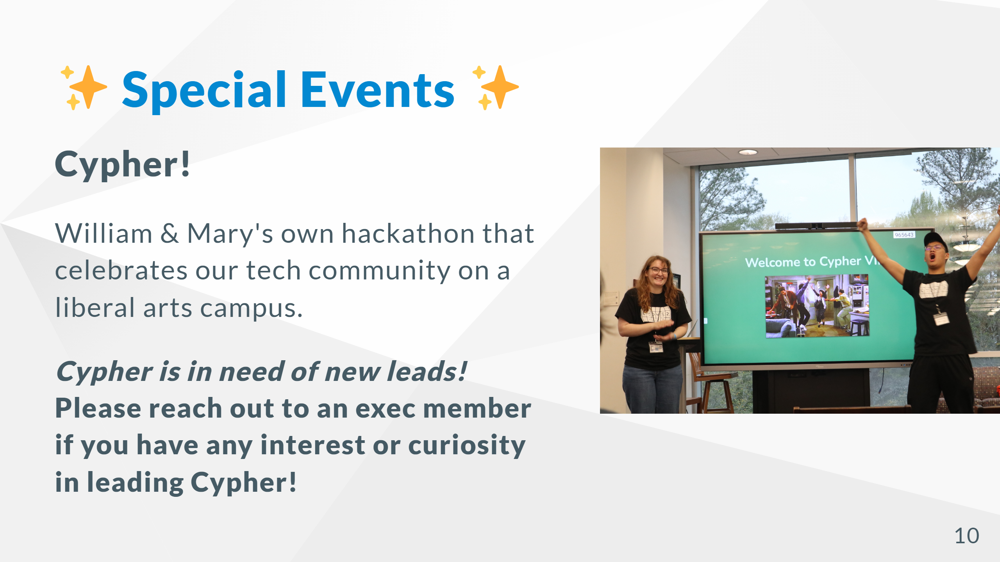 ✨ Special Events ✨
Cypher!
William & Mary's own hackathon that
celebrates our tech community on a
liberal arts campus.
Cypher is in need of new leads!
Please reach out to an exec member
if you have any interest or curiosity
in leading Cypher!
965643
Welcome to Cypher
CYPHER
10